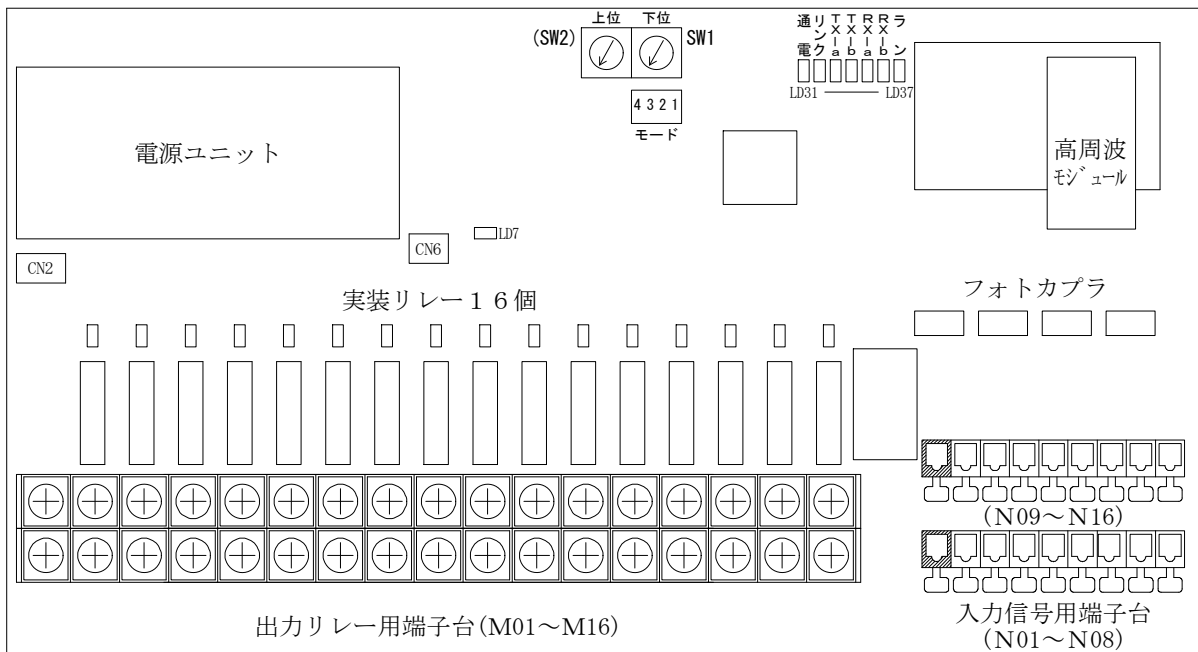 上位 下位
(SW2) SW1
4 3 2 1
モード
通電 リンク TX-a TX-b RX-a RX-b ラン
LD31 LD37
電源ユニット
高周波
ﾓｼﾞｭｰﾙ
CN2
CN6
LD7
実装リレー１６個
フォトカプラ
(N09～N16)
出力リレー用端子台(M01～M16)
入力信号用端子台
(N01～N08)